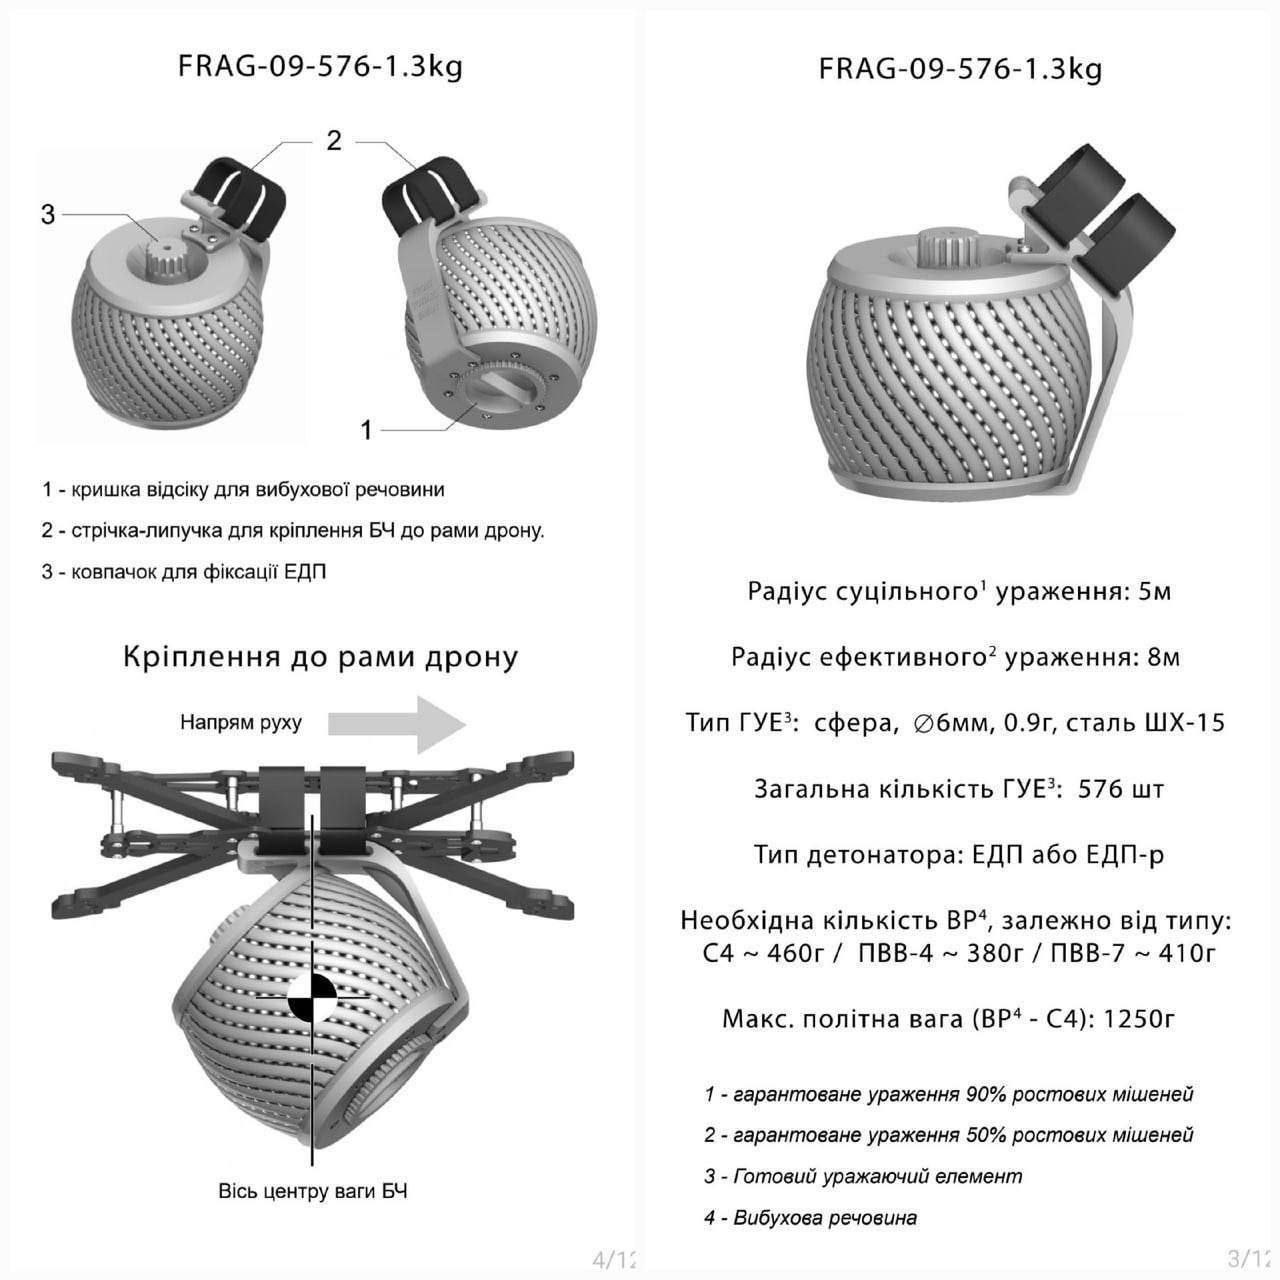 FRAG-09-576-1.3kg
2
3
1
1 - кришка відсіку для вибухової речовини
2 - стрічка-липучка для кріплення БЧ до рами дрону.
3 - ковпачок для фіксації ЕДП
Кріплення до рами дрону
Напрям руху
Вісь центру ваги БЧ
4/12
FRAG-09-576-1.3kg
Радіус суцільного¹ ураження: 5м
Радіус ефективного² ураження: 8м
Тип ГУЕ³: сфера, ∅6мм, 0.9г, сталь ШХ-15
Загальна кількість ГУЕ³: 576 шт
Тип детонатора: ЕДП або ЕДП-р
Необхідна кількість ВР⁴, залежно від типу:
С4 ~ 460г / ПВВ-4 ~ 380г / ПВВ-7 ~ 410г
Макс. політна вага (ВР⁴ - С4): 1250г
1 - гарантоване ураження 90% ростових мішеней
2 - гарантоване ураження 50% ростових мішеней
3 - Готовий уражаючий елемент
4 - Вибухова речовина
3/12